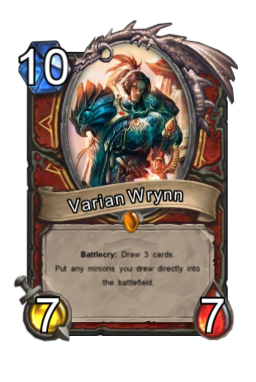 10
Varian Wrynn
Battlecry: Draw 3 cards.
Put any minions you drew directly into
the battlefield.
7 7